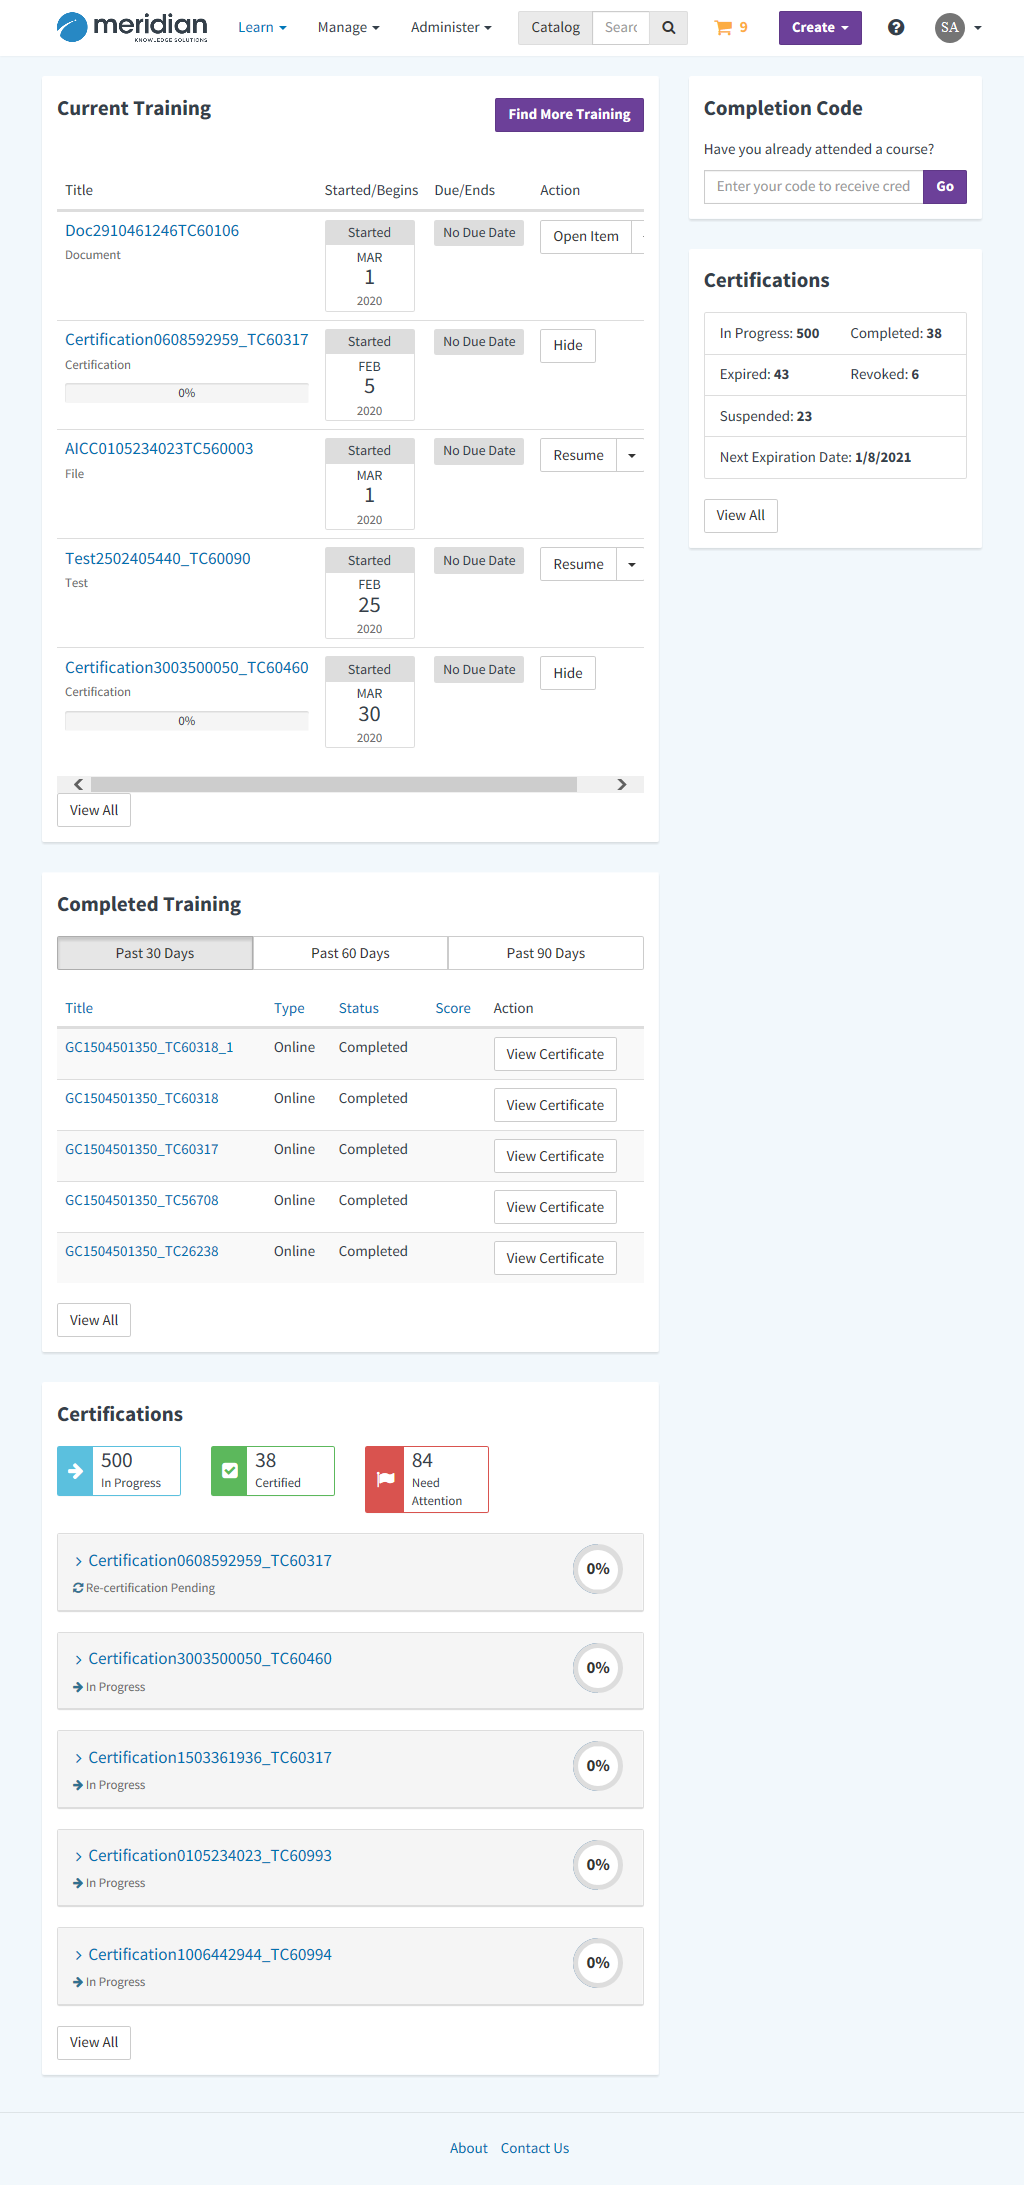 meridian
KNOWLEDGE SOLUTIONS
Learn Manage Administer Catalog 9 Create SA
Current Training
Find More Training
Title Started/Begins Due/Ends Action
Doc2910461246TC60106 Started No Due Date Open Item
Document
MAR
1
2020
Certification0608592959_TC60317 Started No Due Date Hide
Certification
FEB
0%
5
2020
AICC0105234023TC560003 Started No Due Date Resume
File
MAR
1
2020
Test2502405440_TC60090 Started No Due Date Resume
Test
FEB
25
2020
Certification3003500050_TC60460 Started No Due Date Hide
Certification
MAR
0%
30
2020
View All
Completed Training
Past 30 Days Past 60 Days Past 90 Days
Title Type Status Score Action
GC1504501350_TC60318_1 Online Completed View Certificate
GC1504501350_TC60318 Online Completed View Certificate
GC1504501350_TC60317 Online Completed View Certificate
GC1504501350_TC56708 Online Completed View Certificate
GC1504501350_TC26238 Online Completed View Certificate
View All
Certifications
500
In Progress
38
Certified
84
Need
Attention
Certification0608592959_TC60317 0%
Re-certification Pending
Certification3003500050_TC60460 0%
In Progress
Certification1503361936_TC60317 0%
In Progress
Certification0105234023_TC60993 0%
In Progress
Certification1006442944_TC60994 0%
In Progress
View All
Completion Code
Have you already attended a course?
Enter your code to receive cred Go
Certifications
In Progress: 500 Completed: 38
Expired: 43 Revoked: 6
Suspended: 23
Next Expiration Date: 1/8/2021
View All
About Contact Us